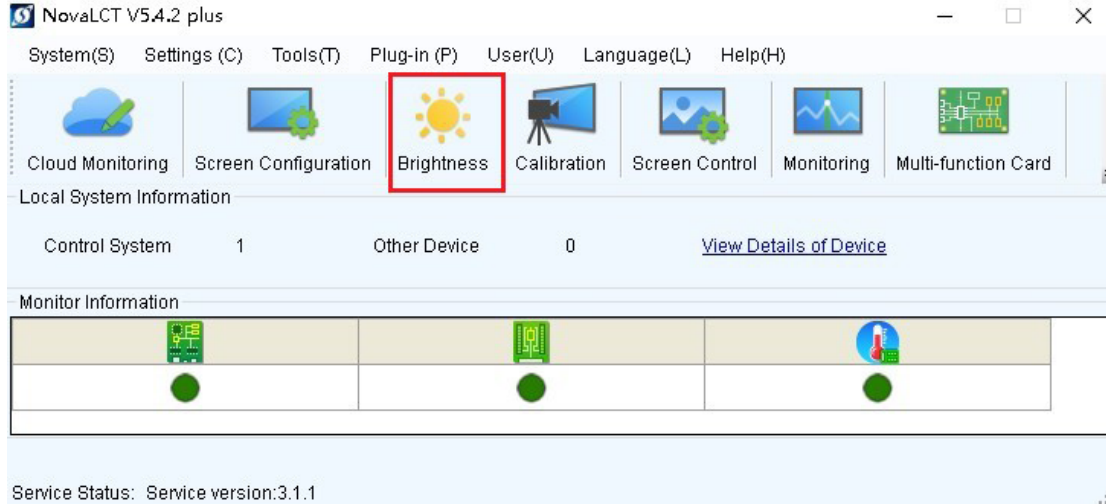 NovaLCT V5.4.2 plus
System(S) Settings (C) Tools(T) Plug-in (P) User(U) Language(L) Help(H)
Cloud Monitoring Screen Configuration Brightness Calibration Screen Control Monitoring Multi-function Card
Local System Information
Control System 1 Other Device 0 View Details of Device
Monitor Information
Service Status: Service version:3.1.1